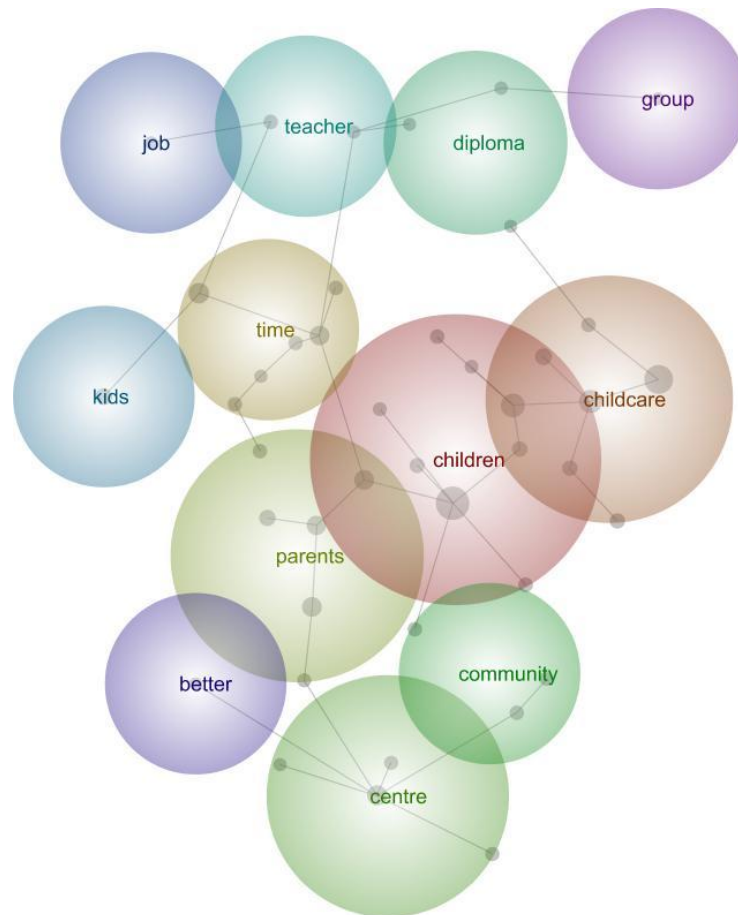 group
teacher
job
diploma
time
kids
childcare
children
parents
community
better
centre